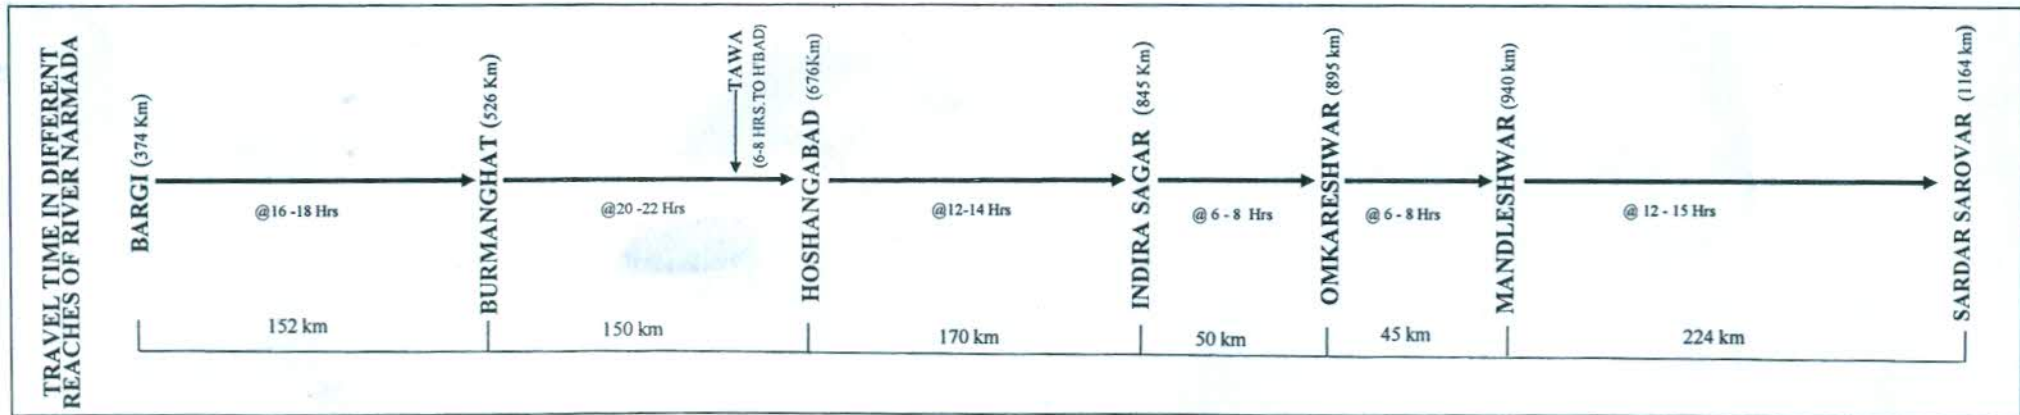 TRAVEL TIME IN DIFFERENT
REACHES OF RIVER NARMADA
BARGI (374 Km)
BURMANGHAT (526 Km)
TAWA
(6-8 HRS.TO H'BAD)
HOSHANGABAD (676Km)
INDIRA SAGAR (845 Km)
OMKARESHWAR (895 km)
MANDLESHWAR (940 km)
SARDAR SAROVAR (1164 km)
@16 -18 Hrs
@20 -22 Hrs
@12-14 Hrs
@ 6 - 8 Hrs
@ 6 - 8 Hrs
@ 12 - 15 Hrs
152 km
150 km
170 km
50 km
45 km
224 km